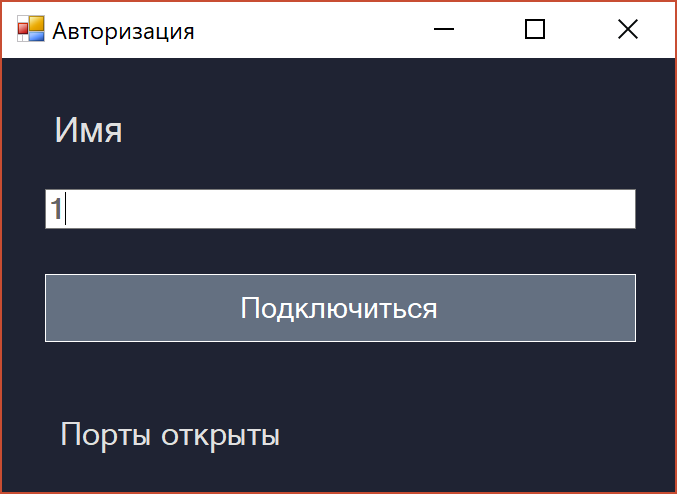 Авторизация
Имя
1
Подключиться
Порты открыты